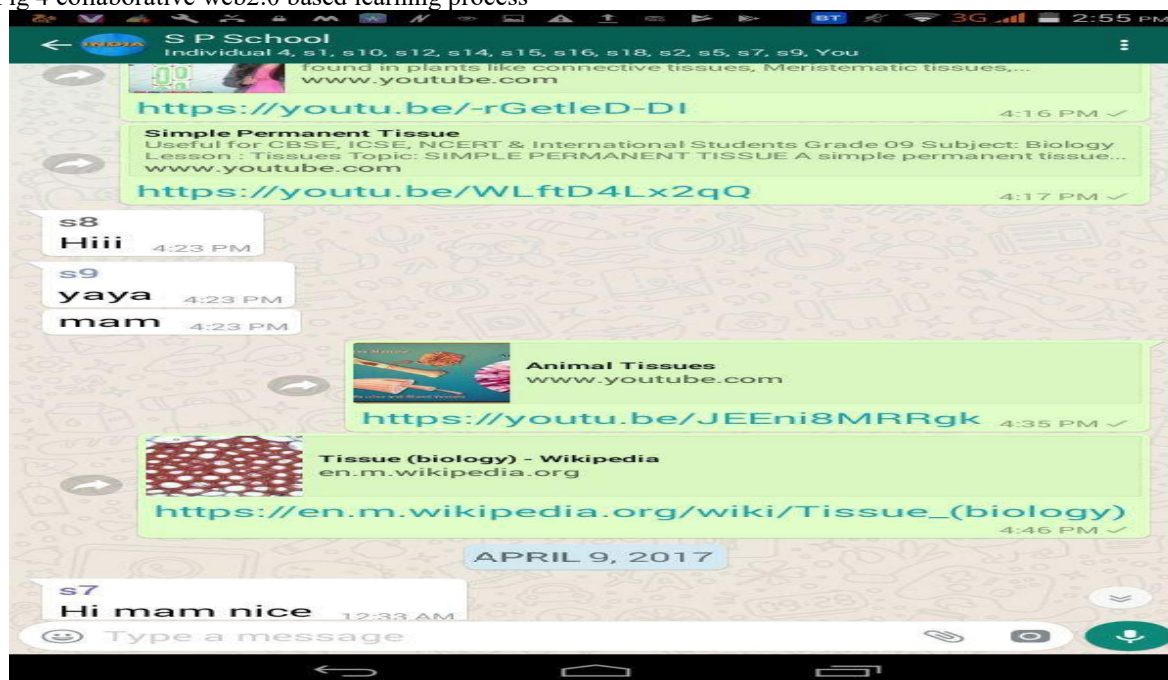 Fig 4 collaborative web2.0 based learning process
BT 3G 2:55 PM
INDIA
S P School
Individual 4, s1, s10, s12, s14, s15, s16, s18, s2, s5, s7, s9, You
found in plants like connective tissues, Meristematic tissues,...
www.youtube.com
https://youtu.be/-rGetleD-DI
4:16 PM
Simple Permanent Tissue
Useful for CBSE, ICSE, NCERT & International Students Grade 09 Subject: Biology
Lesson : Tissues Topic: SIMPLE PERMANENT TISSUE A simple permanent tissue...
www.youtube.com
https://youtu.be/WLftD4Lx2qQ
4:17 PM
s8
Hiii 4:23 PM
s9
yaya 4:23 PM
mam 4:23 PM
Animal Tissues
www.youtube.com
https://youtu.be/JEEni8MRRgk 4:35 PM
Tissue (biology) - Wikipedia
en.m.wikipedia.org
https://en.m.wikipedia.org/wiki/Tissue_(biology)
4:46 PM
APRIL 9, 2017
s7
Hi mam nice 12:33 AM
Type a message